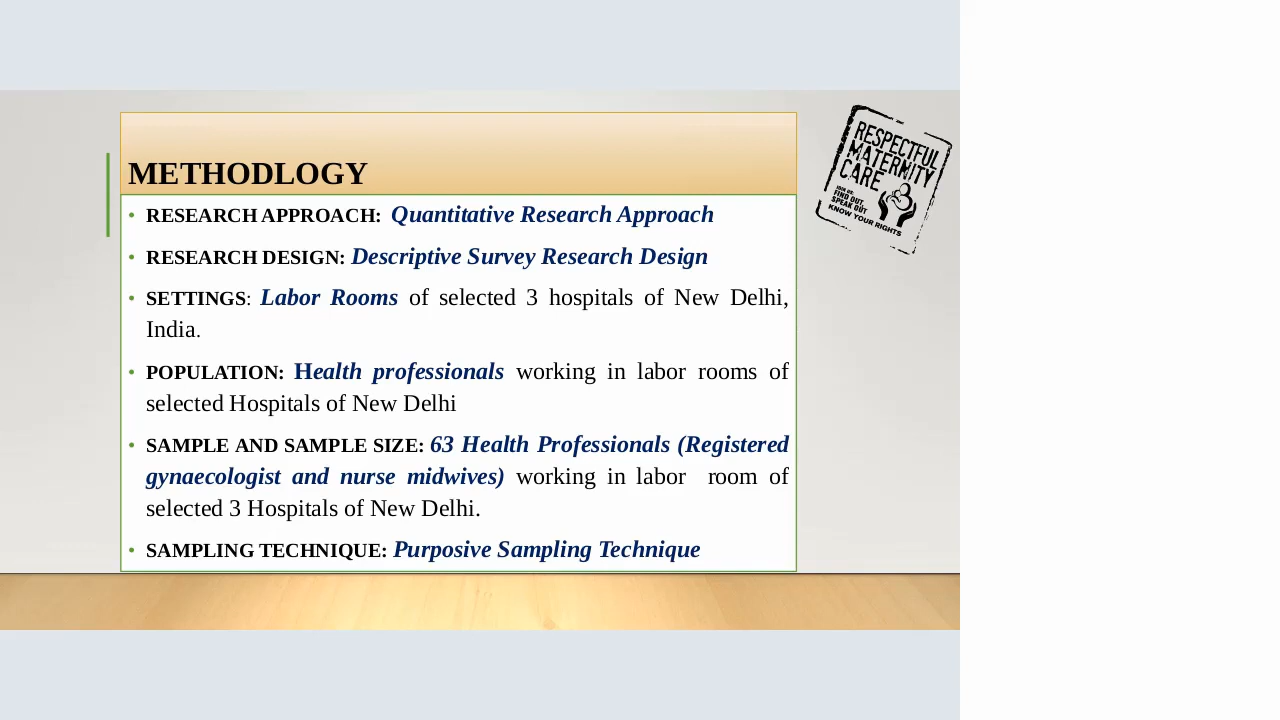 METHODLOGY
• RESEARCH APPROACH: Quantitative Research Approach
• RESEARCH DESIGN: Descriptive Survey Research Design
• SETTINGS: Labor Rooms of selected 3 hospitals of New Delhi,
India.
• POPULATION: Health professionals working in labor rooms of
selected Hospitals of New Delhi
• SAMPLE AND SAMPLE SIZE: 63 Health Professionals (Registered
gynaecologist and nurse midwives) working in labor room of
selected 3 Hospitals of New Delhi.
• SAMPLING TECHNIQUE: Purposive Sampling Technique
RESPECTFUL
MATERNITY
CARE
JOIN US:
FIND OUT
SPEAK OUT
KNOW YOUR RIGHTS